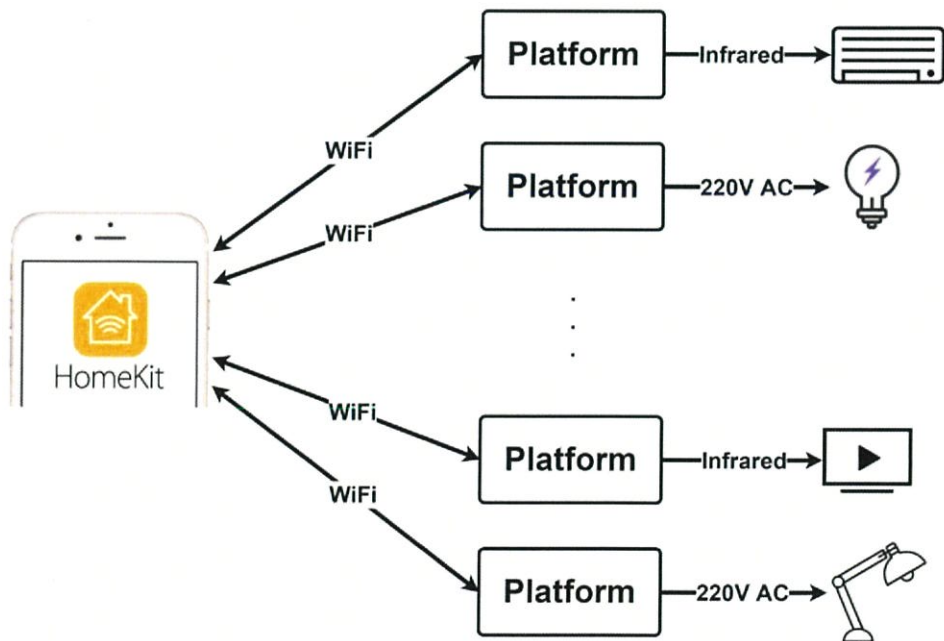 Platform
Infrared
WiFi
Platform
220V AC
WiFi
HomeKit
WiFi
Platform
Infrared
WiFi
Platform
220V AC